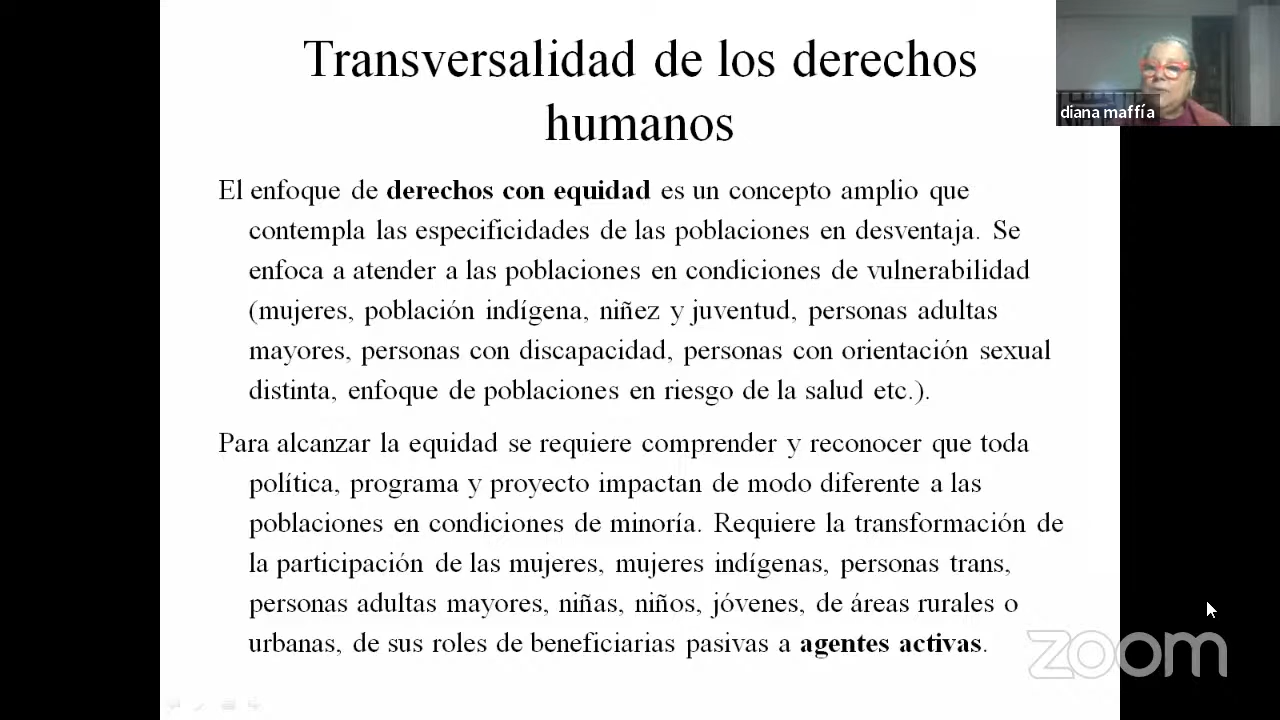 Transversalidad de los derechos
humanos
El enfoque de derechos con equidad es un concepto amplio que
contempla las especificidades de las poblaciones en desventaja. Se
enfoca a atender a las poblaciones en condiciones de vulnerabilidad
(mujeres, población indígena, niñez y juventud, personas adultas
mayores, personas con discapacidad, personas con orientación sexual
distinta, enfoque de poblaciones en riesgo de la salud etc.).
Para alcanzar la equidad se requiere comprender y reconocer que toda
política, programa y proyecto impactan de modo diferente a las
poblaciones en condiciones de minoría. Requiere la transformación de
la participación de las mujeres, mujeres indígenas, personas trans,
personas adultas mayores, niñas, niños, jóvenes, de áreas rurales o
urbanas, de sus roles de beneficiarias pasivas a agentes activas.
diana maffía
zoom